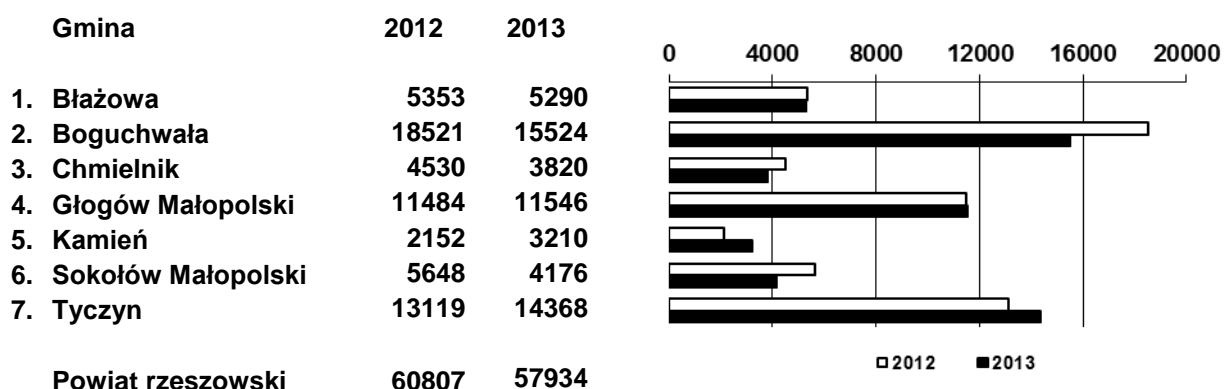 Gmina 2012 2013
0 4000 8000 12000 16000 20000
1. Błażowa 5353 5290
2. Boguchwała 18521 15524
3. Chmielnik 4530 3820
4. Głogów Małopolski 11484 11546
5. Kamień 2152 3210
6. Sokołów Małopolski 5648 4176
7. Tyczyn 13119 14368
2012 2013
Powiat rzeszowski 60807 57934